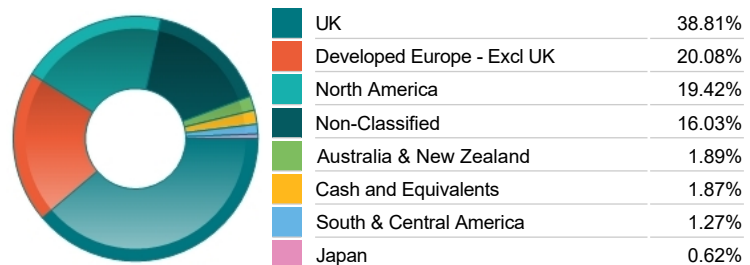 UK 38.81%
Developed Europe - Excl UK 20.08%
North America 19.42%
Non-Classified 16.03%
Australia & New Zealand 1.89%
Cash and Equivalents 1.87%
South & Central America 1.27%
Japan 0.62%